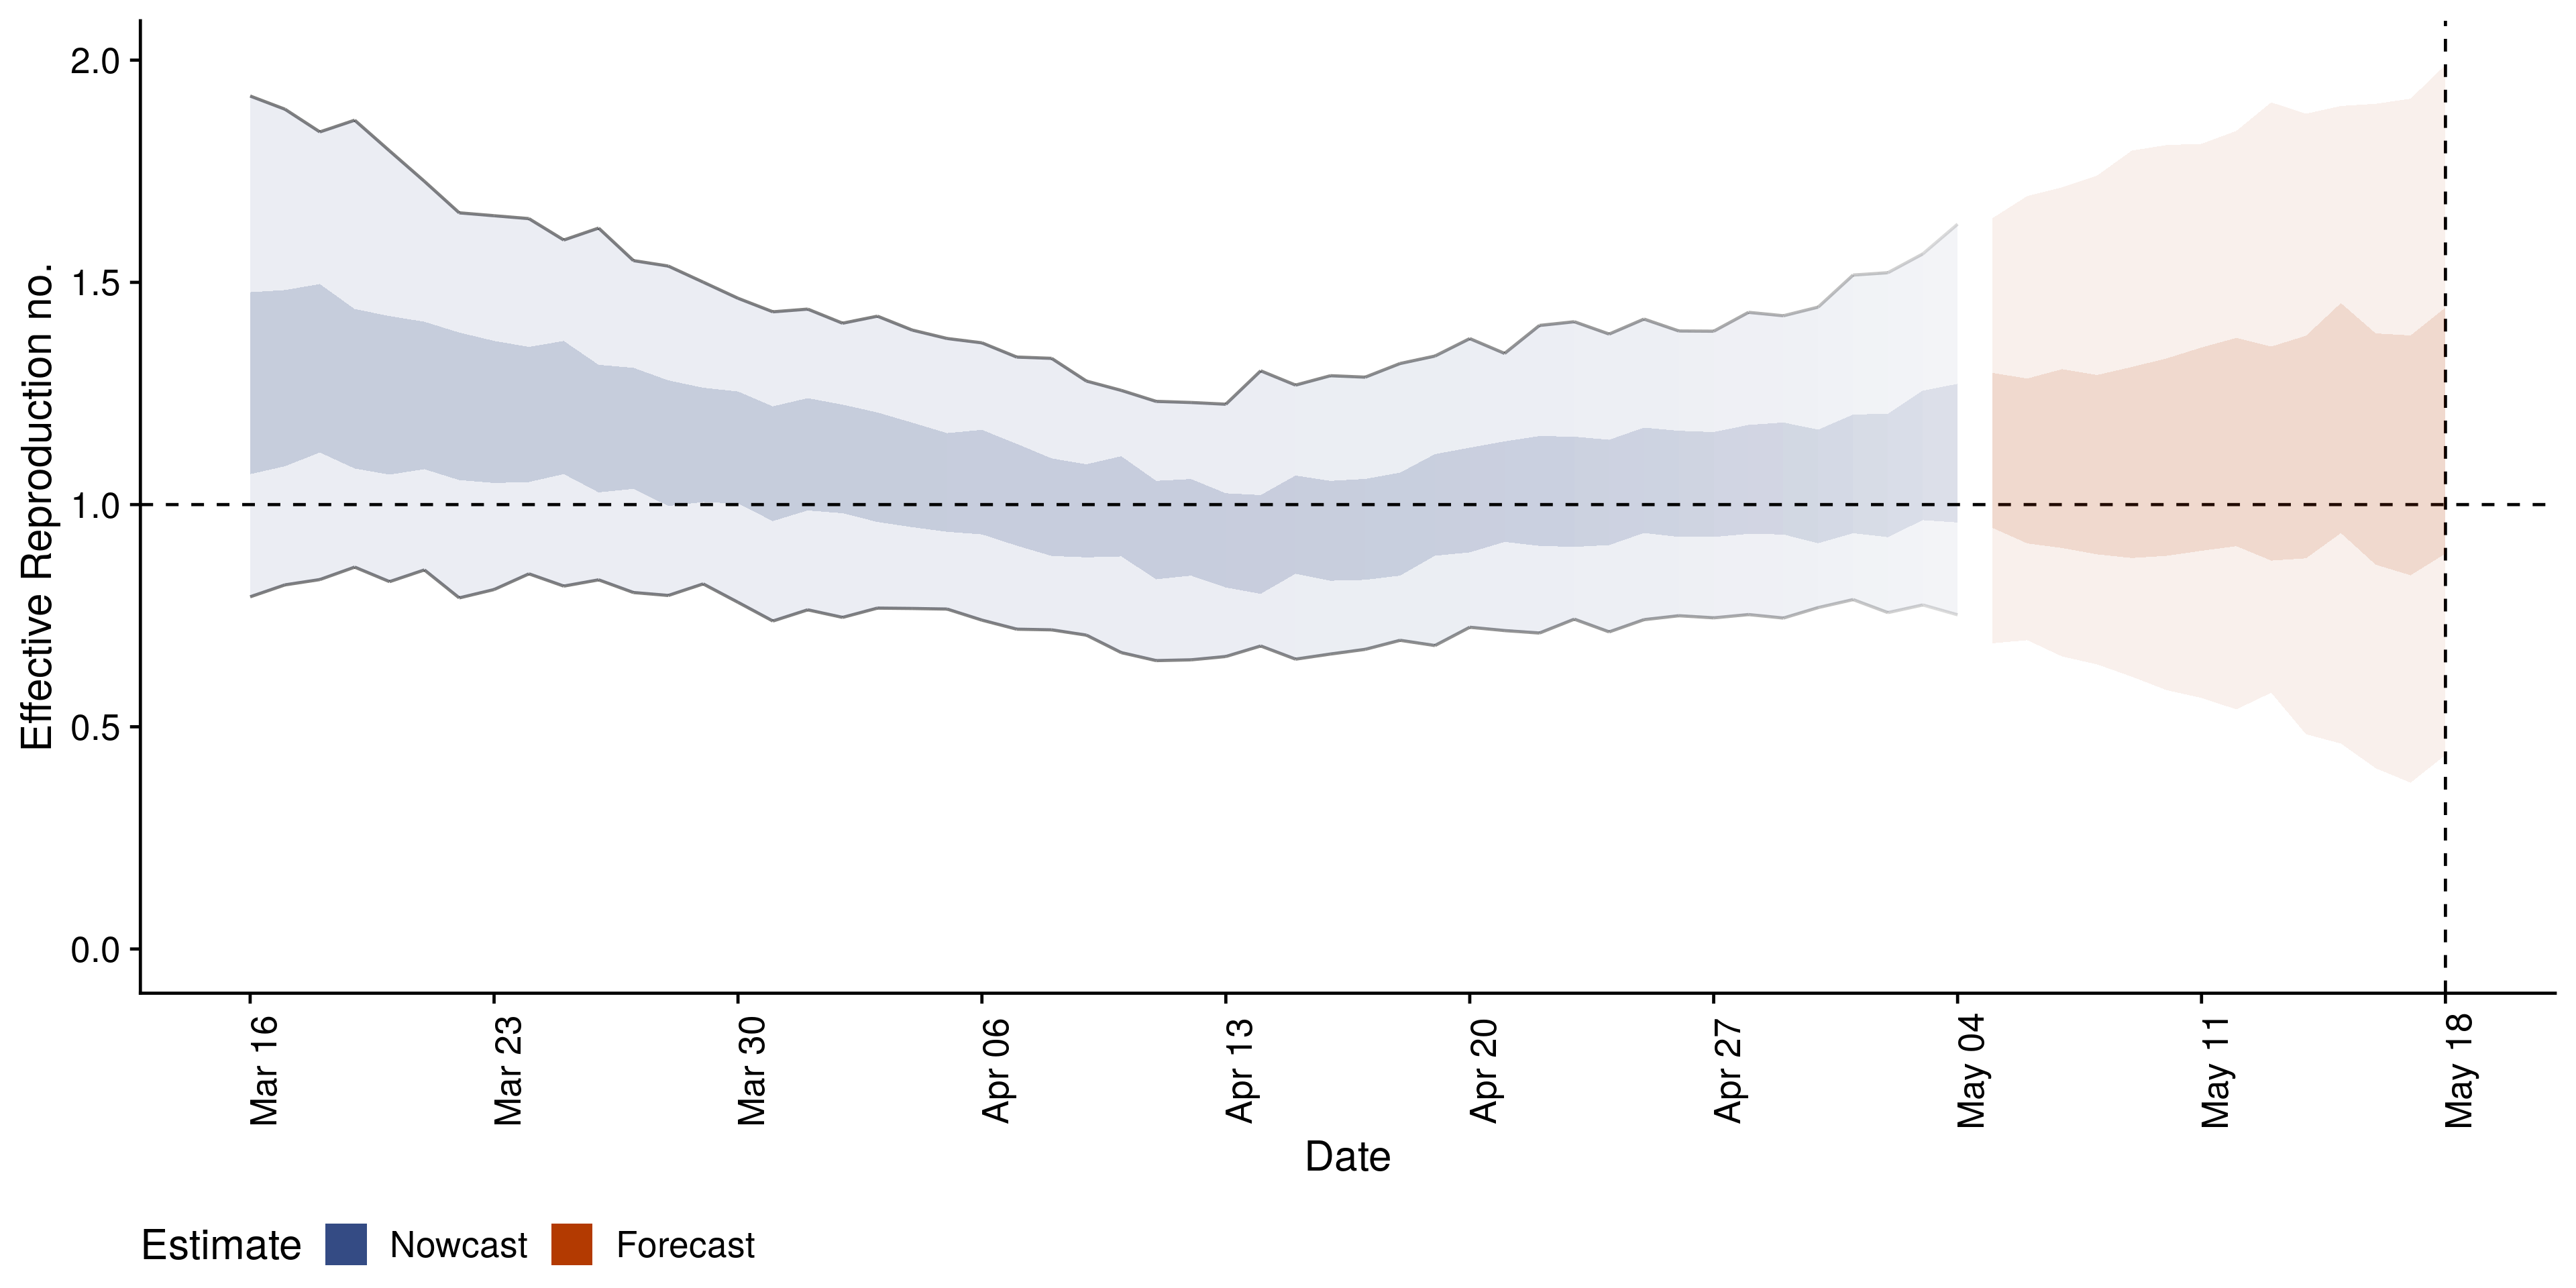 Effective Reproduction no.
2.0
1.5
1.0
0.5
0.0
Mar 16
Mar 23
Mar 30
Apr 06
Apr 13
Apr 20
Apr 27
May 04
May 11
May 18
Date
Estimate Nowcast Forecast